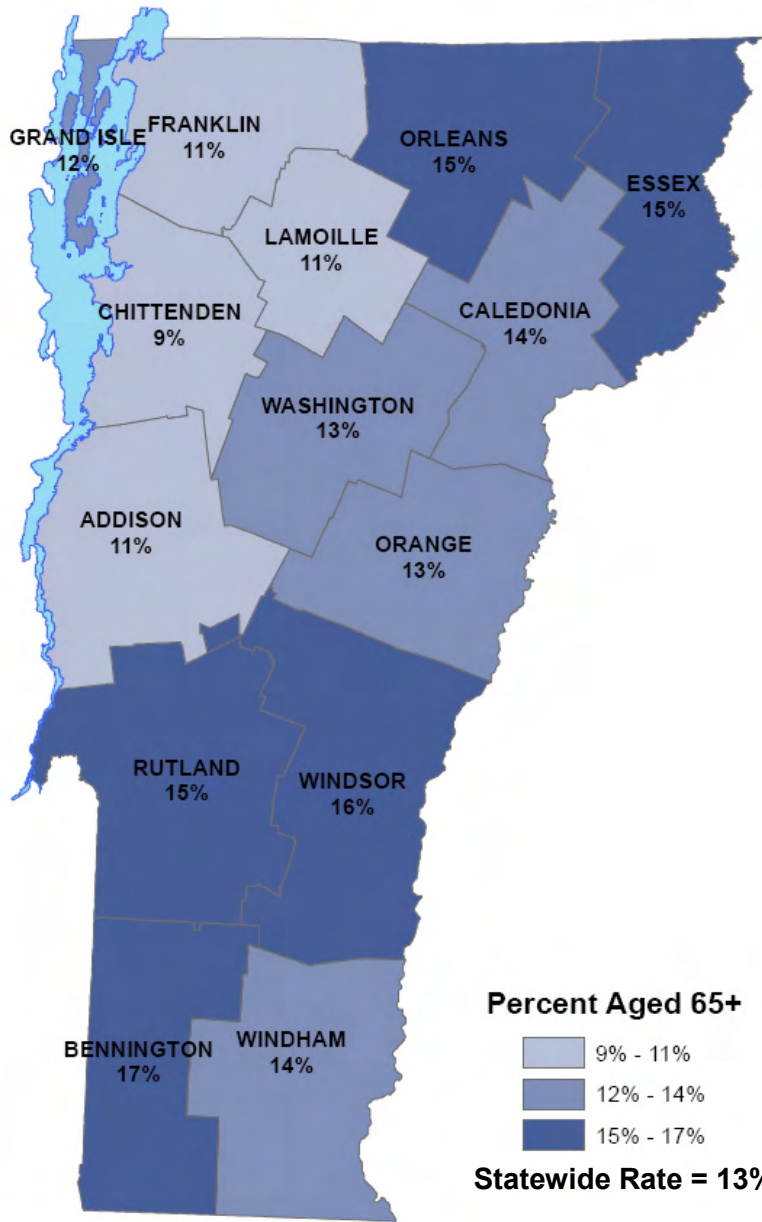 FRANKLIN
11%
GRAND ISLE
12%
ORLEANS
15%
ESSEX
15%
LAMOILLE
11%
CHITTENDEN
9%
CALEDONIA
14%
WASHINGTON
13%
ADDISON
11%
ORANGE
13%
RUTLAND
15%
WINDSOR
16%
BENNINGTON
17%
WINDHAM
14%
Percent Aged 65+
9% - 11%
12% - 14%
15% - 17%
Statewide Rate = 13%